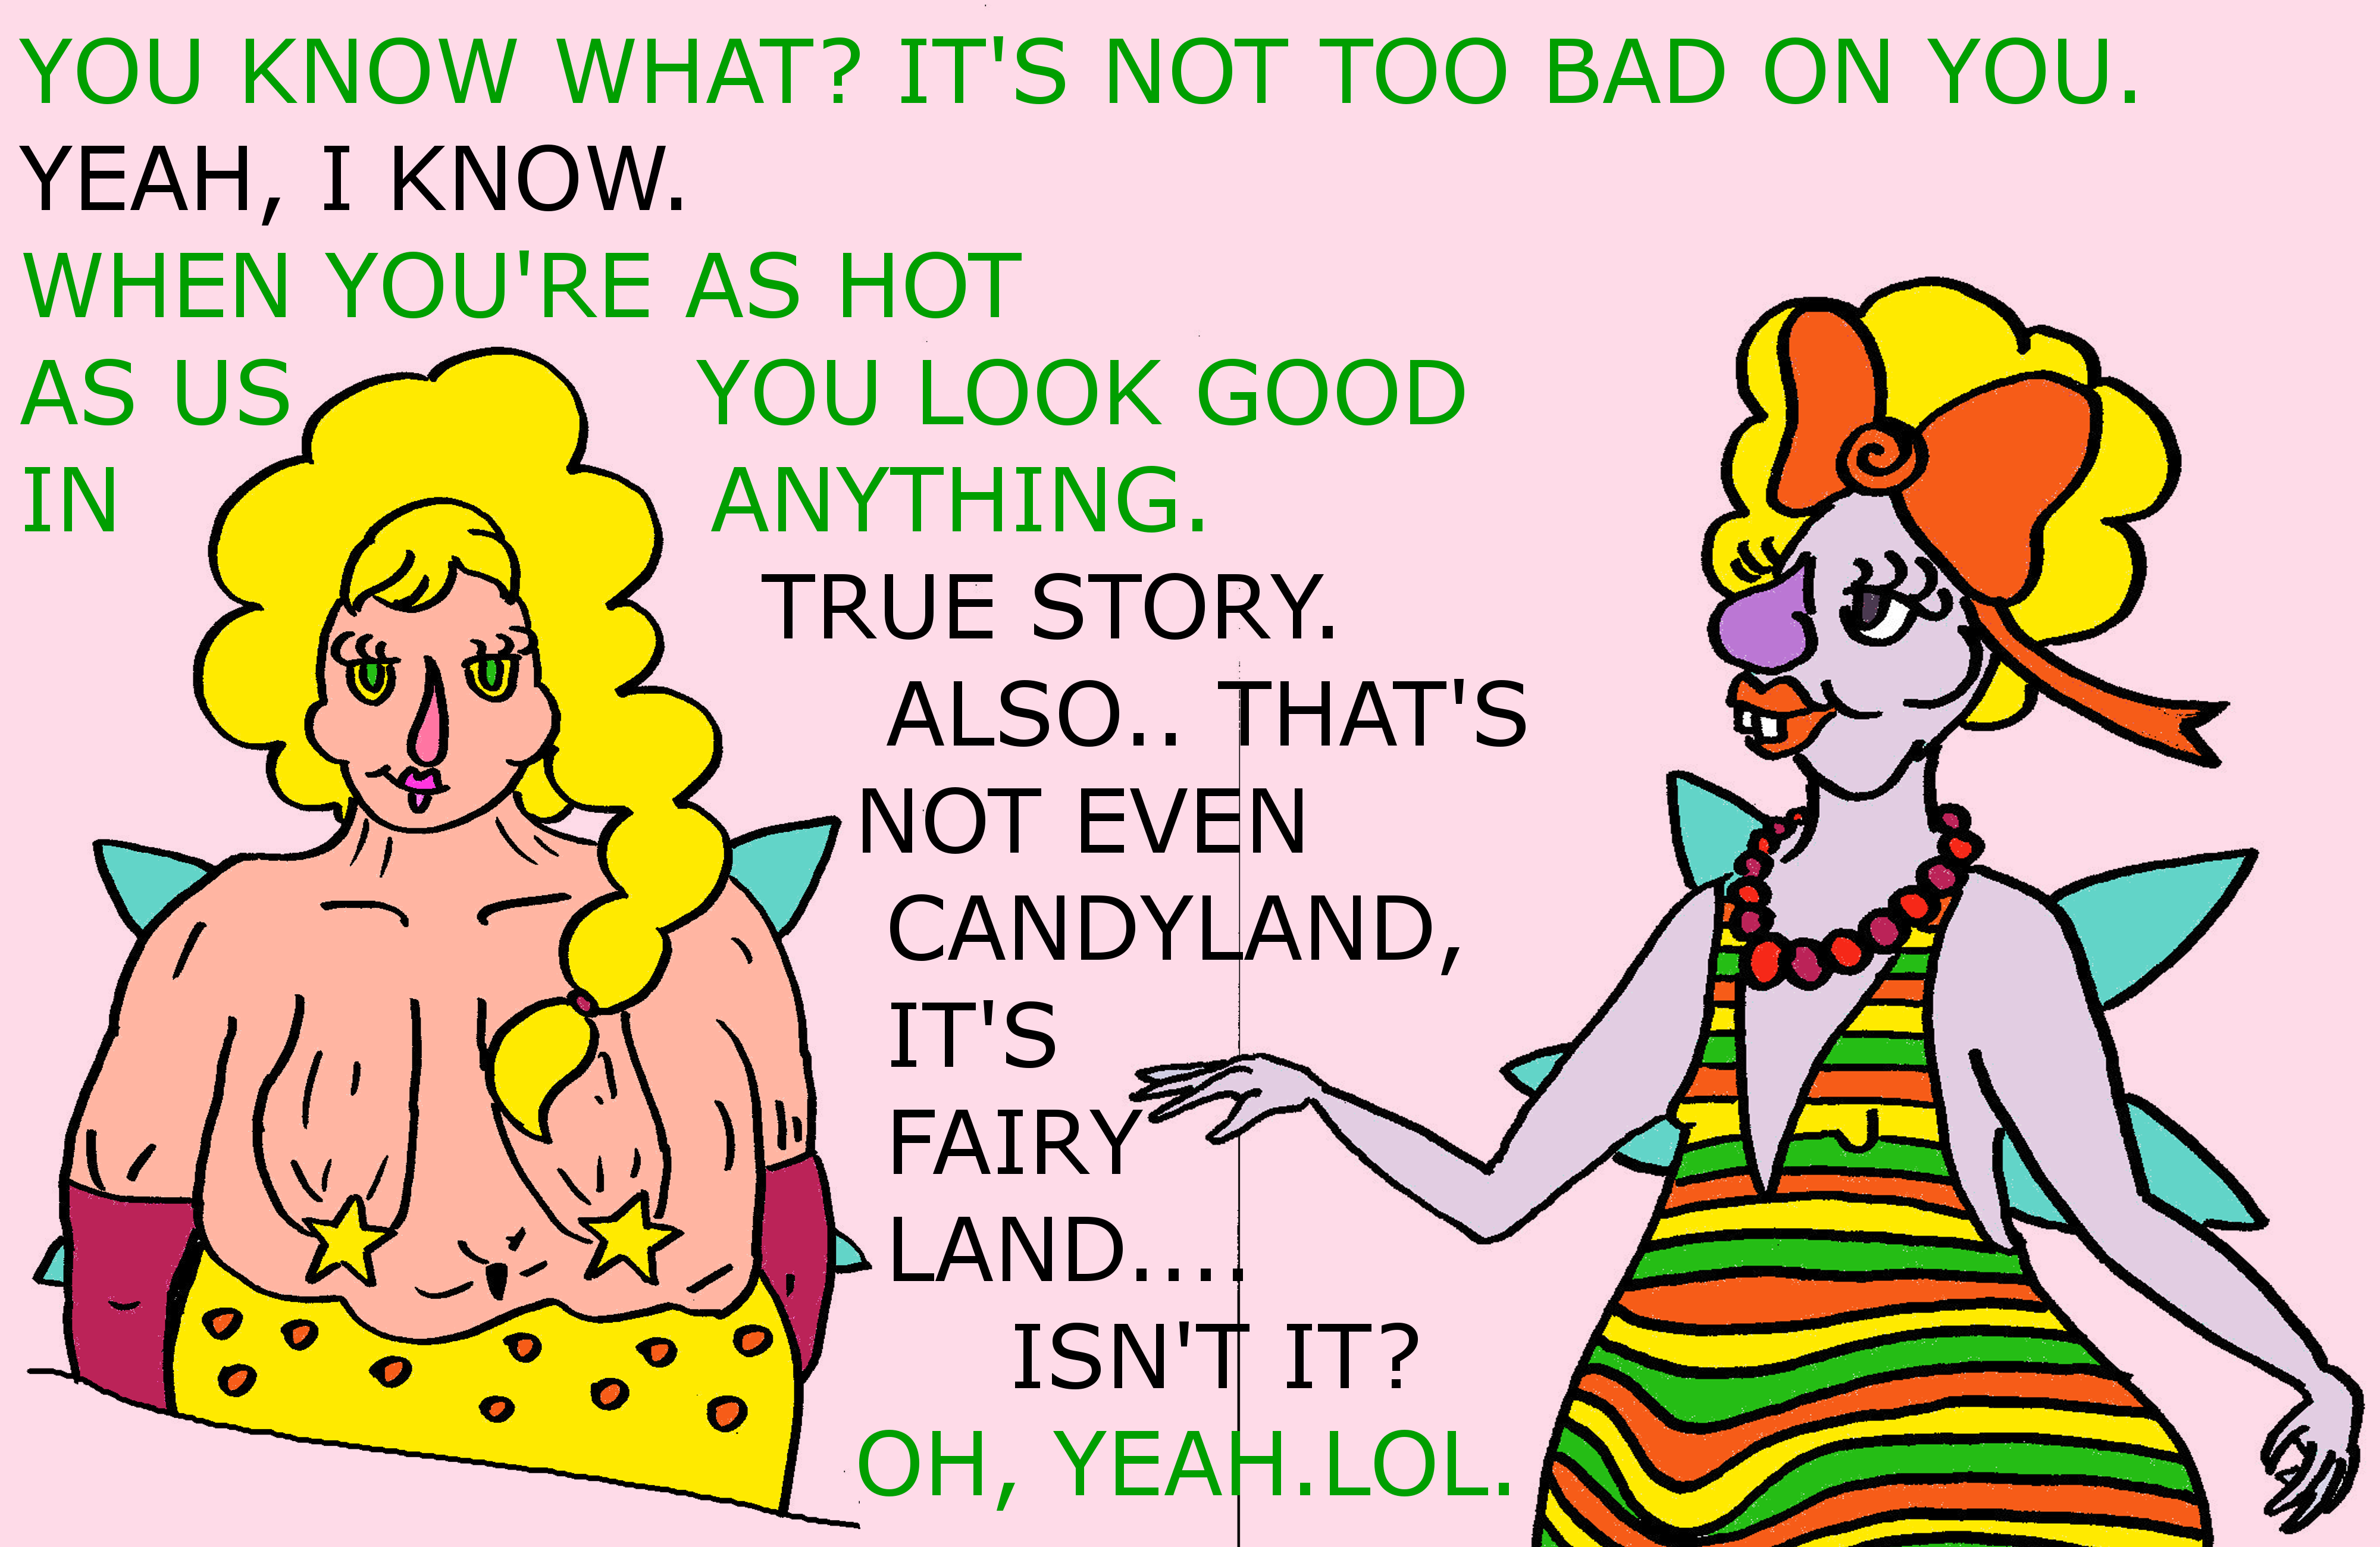 YOU KNOW WHAT? IT'S NOT TOO BAD ON YOU.
YEAH, I KNOW.
WHEN YOU'RE AS HOT
AS US YOU LOOK GOOD
IN ANYTHING.
TRUE STORY.
ALSO.. THAT'S
NOT EVEN
CANDYLAND,
IT'S
FAIRY
LAND....
ISN'T IT?
OH, YEAH.LOL.